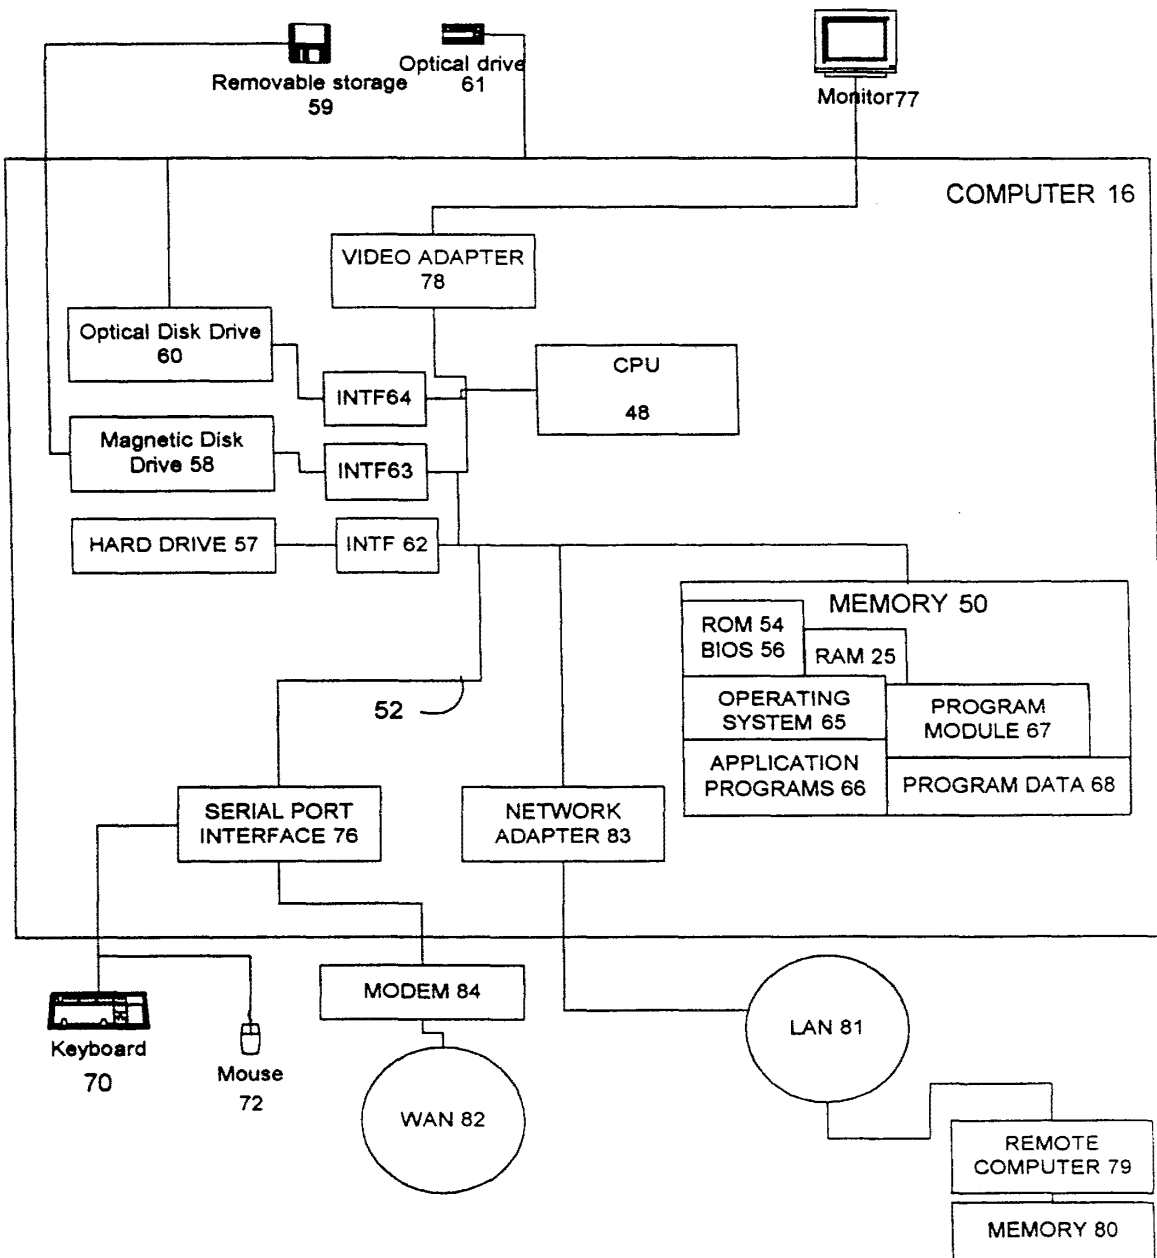 Removable storage
59
Optical drive
61
Monitor77
COMPUTER 16
VIDEO ADAPTER
78
Optical Disk Drive
60
INTF64
CPU
48
Magnetic Disk
Drive 58
INTF63
HARD DRIVE 57
INTF 62
MEMORY 50
ROM 54
BIOS 56
RAM 25
OPERATING
SYSTEM 65
PROGRAM
MODULE 67
APPLICATION
PROGRAMS 66
PROGRAM DATA 68
52
SERIAL PORT
INTERFACE 76
NETWORK
ADAPTER 83
Keyboard
70
Mouse
72
MODEM 84
WAN 82
LAN 81
REMOTE
COMPUTER 79
MEMORY 80